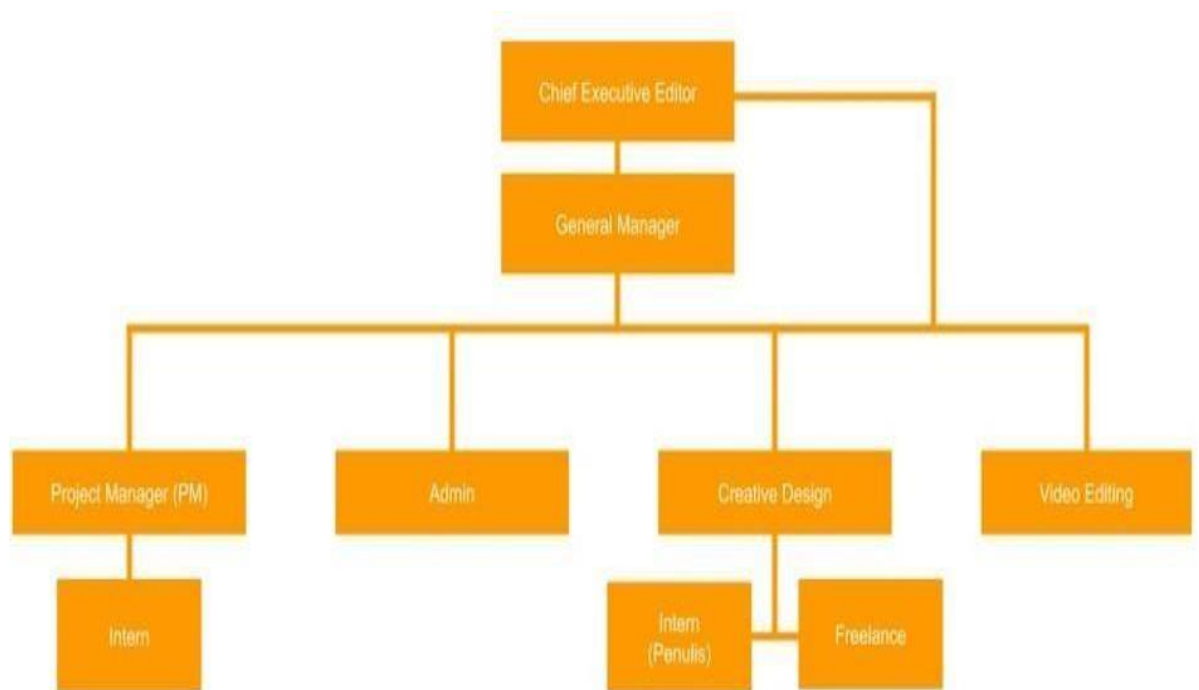 Chief Executive Editor
General Manager
Project Manager (PM)
Admin
Creative Design
Video Editing
Intern
Intern
(Penulis)
Freelance